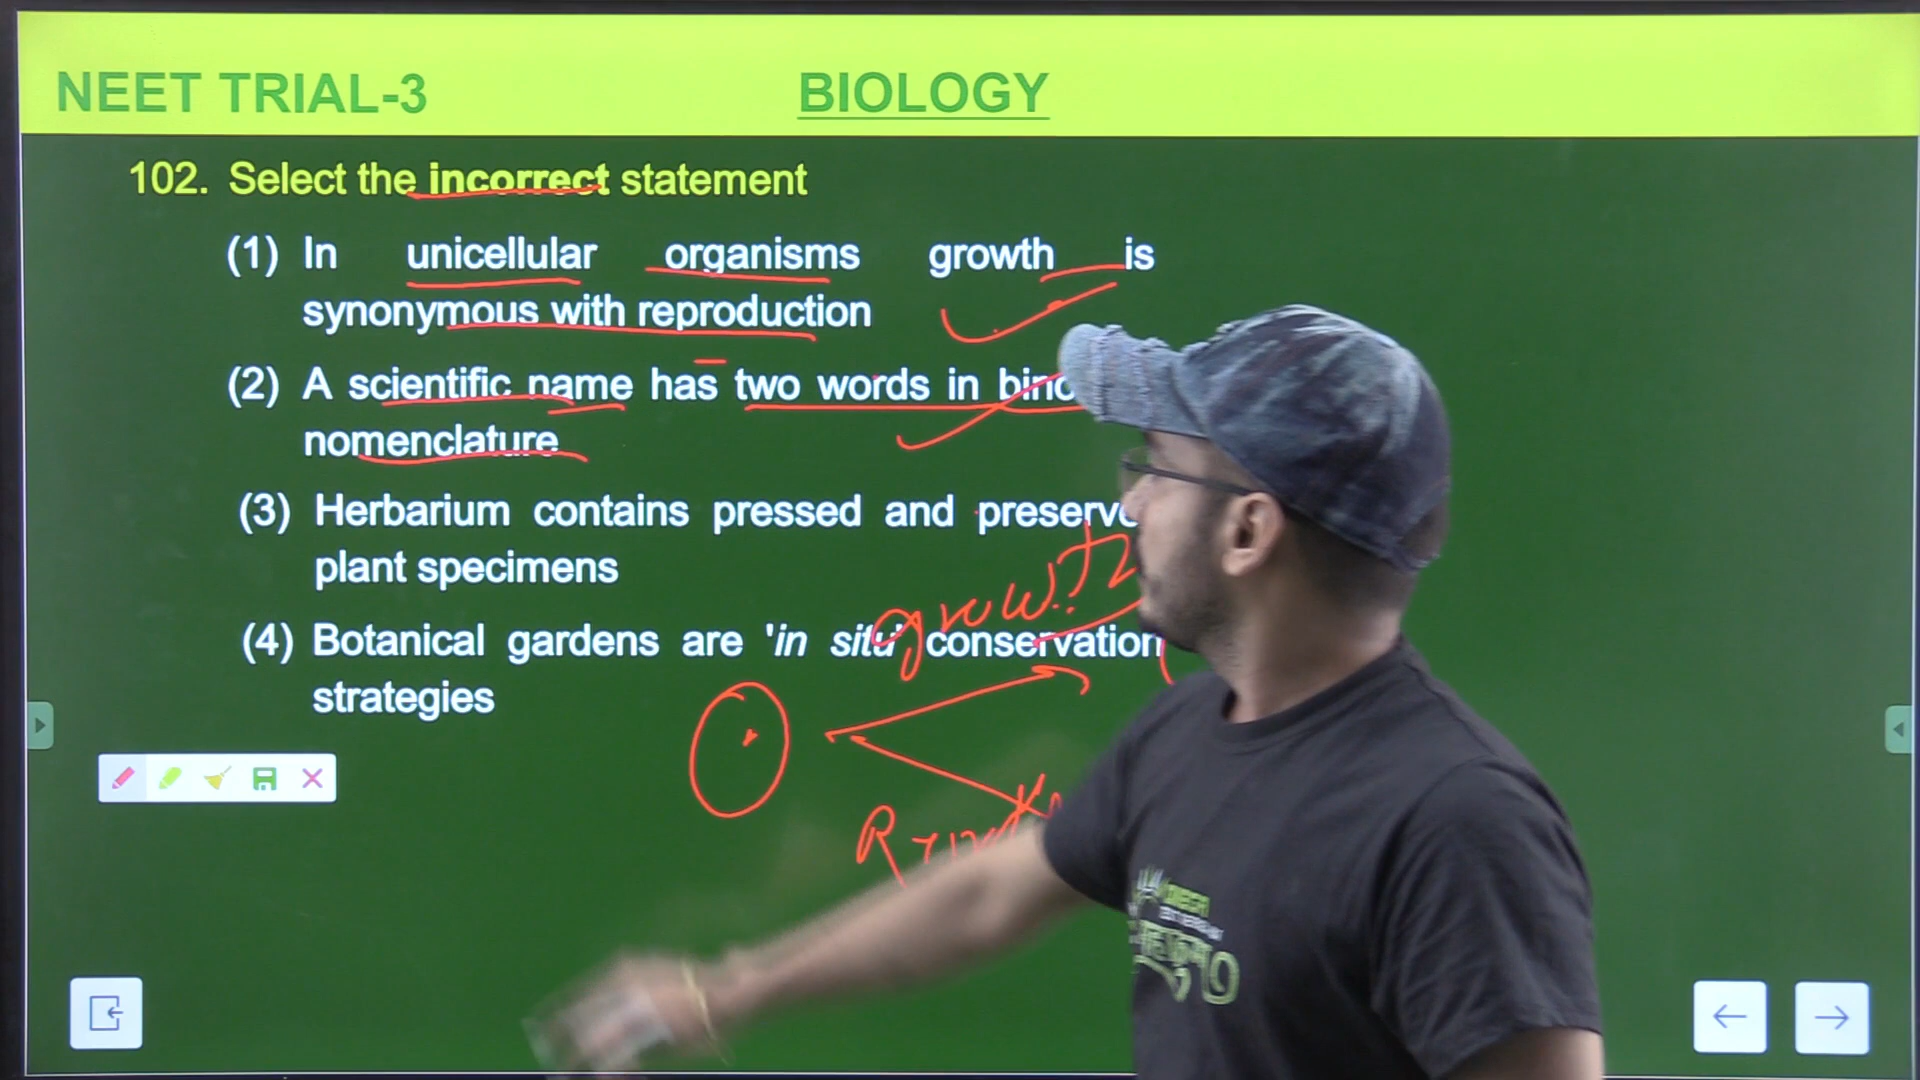 NEET TRIAL-3
BIOLOGY
102. Select the incorrect statement
(1) In unicellular organisms growth is
synonymous with reproduction
(2) A scientific name has two words in
nomenclature
(3) Herbarium contains pressed and
plant specimens
(4) Botanical gardens are 'in situ' conservation
strategies
growth